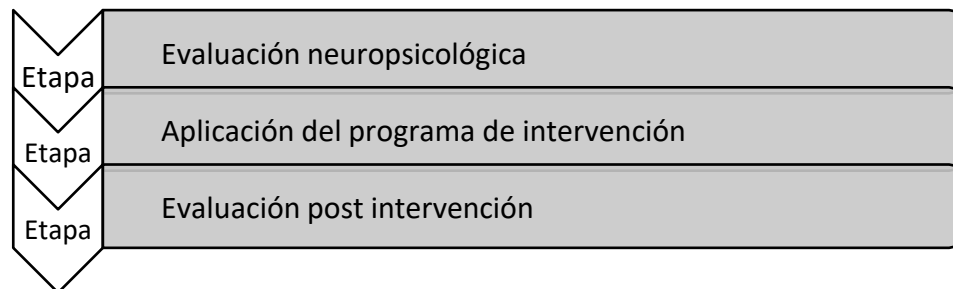 Etapa
Evaluación neuropsicológica
Etapa
Aplicación del programa de intervención
Etapa
Evaluación post intervención